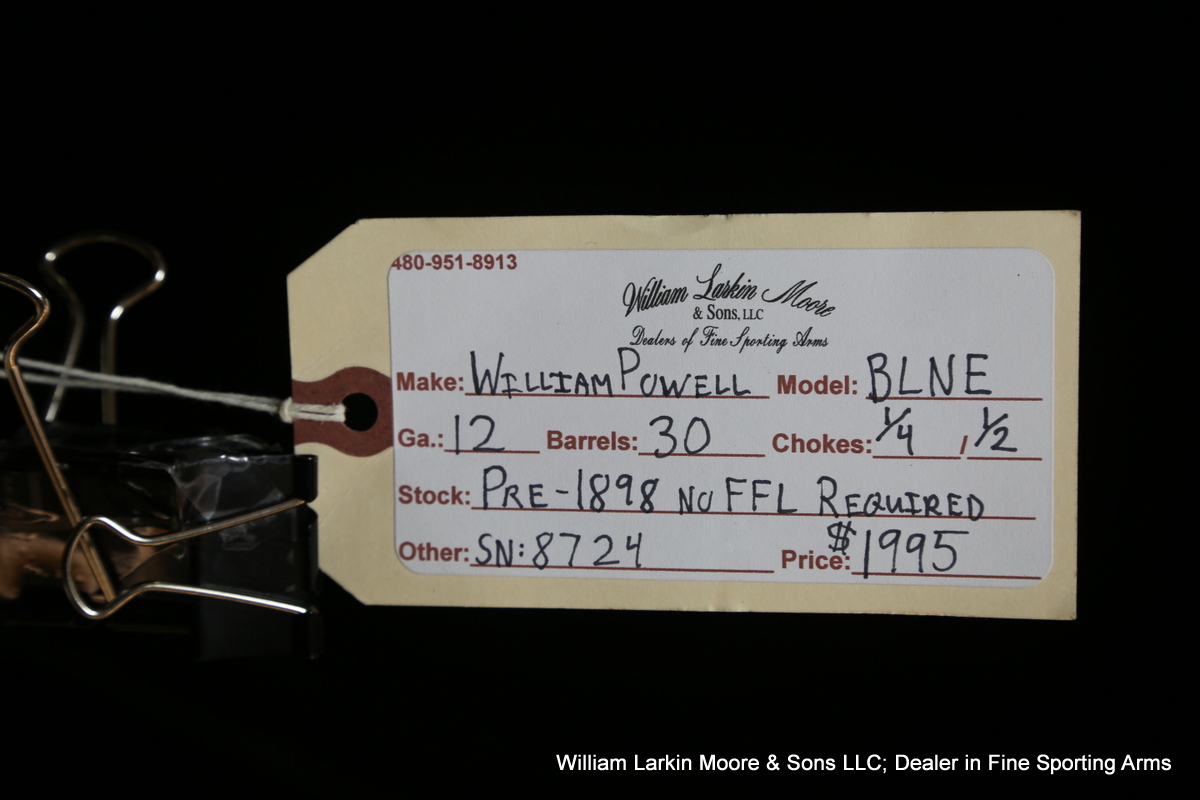 480-951-8913
William Larkin Moore
& Sons, LLC
Dealers of Fine Sporting Arms
Make: WILLIAM POWELL Model: BLNE
Ga.: 12 Barrels: 30 Chokes: 1/4 / 1/2
Stock: PRE-1898 NO FFL REQUIRED
Other: SN: 8724 Price: $1995
William Larkin Moore & Sons LLC; Dealer in Fine Sporting Arms